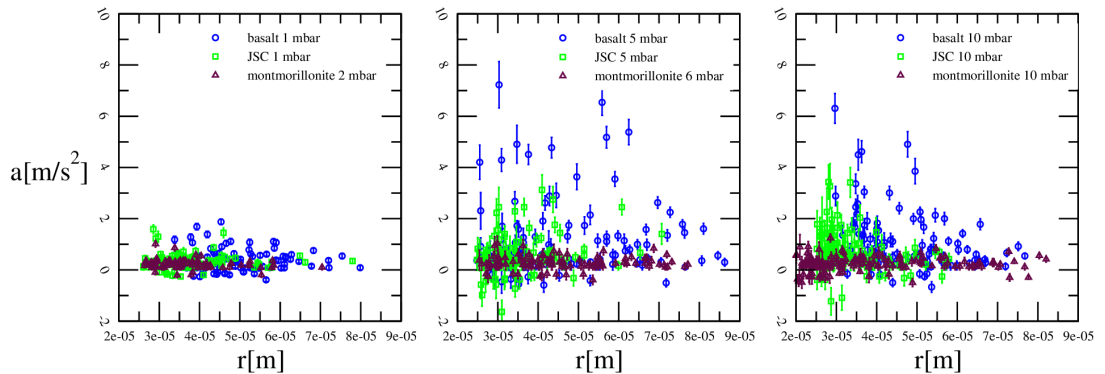 basalt 1 mbar
JSC 1 mbar
montmorillonite 2 mbar
basalt 5 mbar
JSC 5 mbar
montmorillonite 6 mbar
basalt 10 mbar
JSC 10 mbar
montmorillonite 10 mbar
a[m/s²]
10
8
6
4
2
0
-2
10
8
6
4
2
0
-2
10
8
6
4
2
0
-2
2e-05 3e-05 4e-05 5e-05 6e-05 7e-05 8e-05 9e-05
2e-05 3e-05 4e-05 5e-05 6e-05 7e-05 8e-05 9e-05
2e-05 3e-05 4e-05 5e-05 6e-05 7e-05 8e-05 9e-05
r[m]
r[m]
r[m]